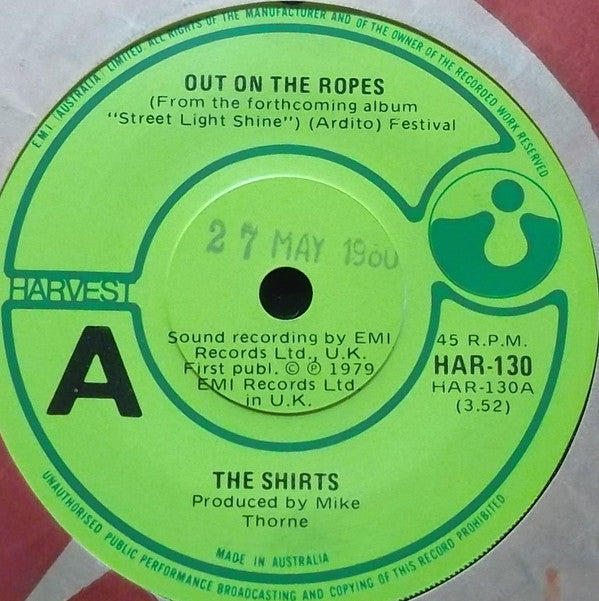 EMI (AUSTRALIA) LIMITED ALL RIGHTS OF THE MANUFACTURER AND OF THE OWNER OF THE RECORDED WORK RESERVED
OUT ON THE ROPES
(From the forthcoming album
"Street Light Shine") (Ardito) Festival
27 MAY 1980
HARVEST
A
Sound recording by EMI
Records Ltd., U.K.
First publ. © ℗ 1979
EMI Records Ltd.
in U.K.
45 R.P.M.
HAR-130
HAR-130A
(3.52)
THE SHIRTS
Produced by Mike
Thorne
MADE IN AUSTRALIA
UNAUTHORISED PUBLIC PERFORMANCE BROADCASTING AND COPYING OF THIS RECORD PROHIBITED